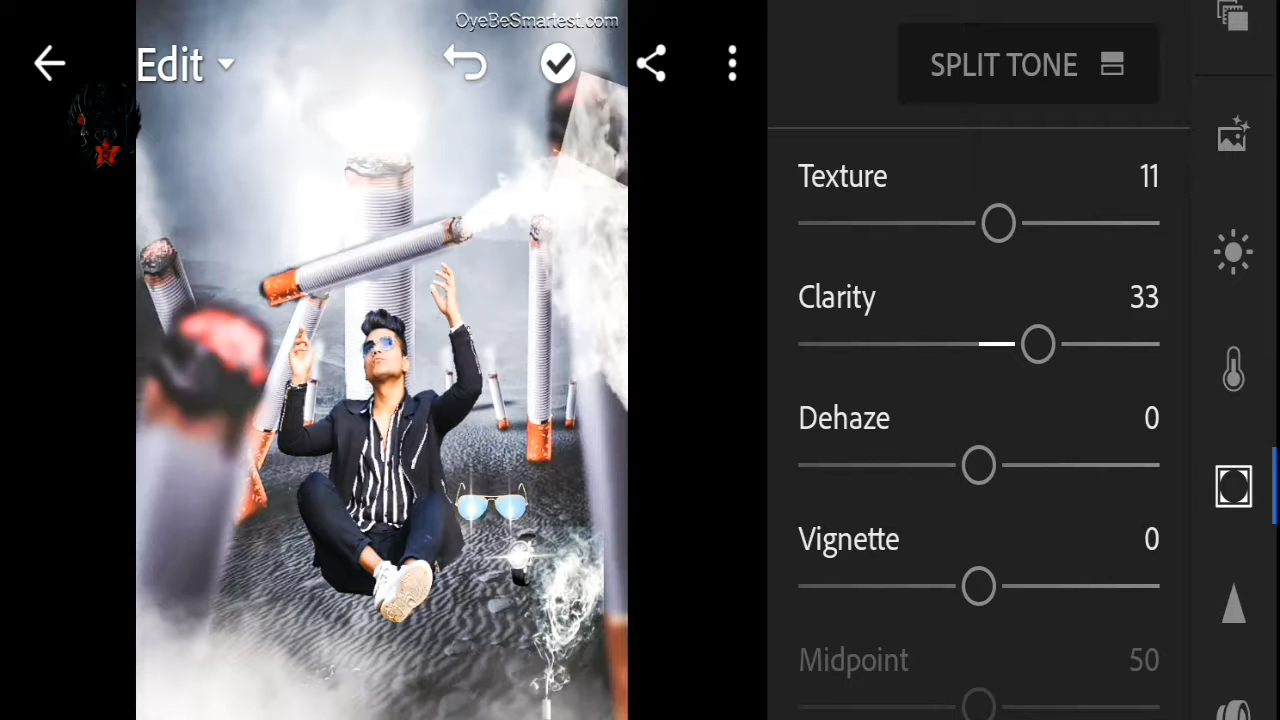 OyeBeSmartest.com
Edit
SPLIT TONE
Texture 11
Clarity 33
Dehaze 0
Vignette 0
Midpoint 50